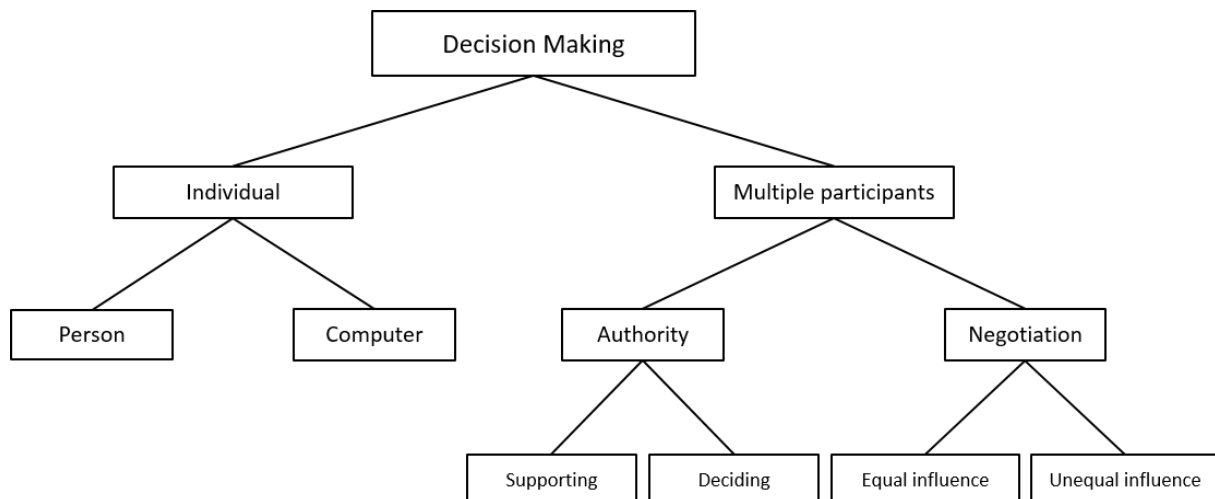 Decision Making
Individual
Multiple participants
Person
Computer
Authority
Negotiation
Supporting
Deciding
Equal influence
Unequal influence